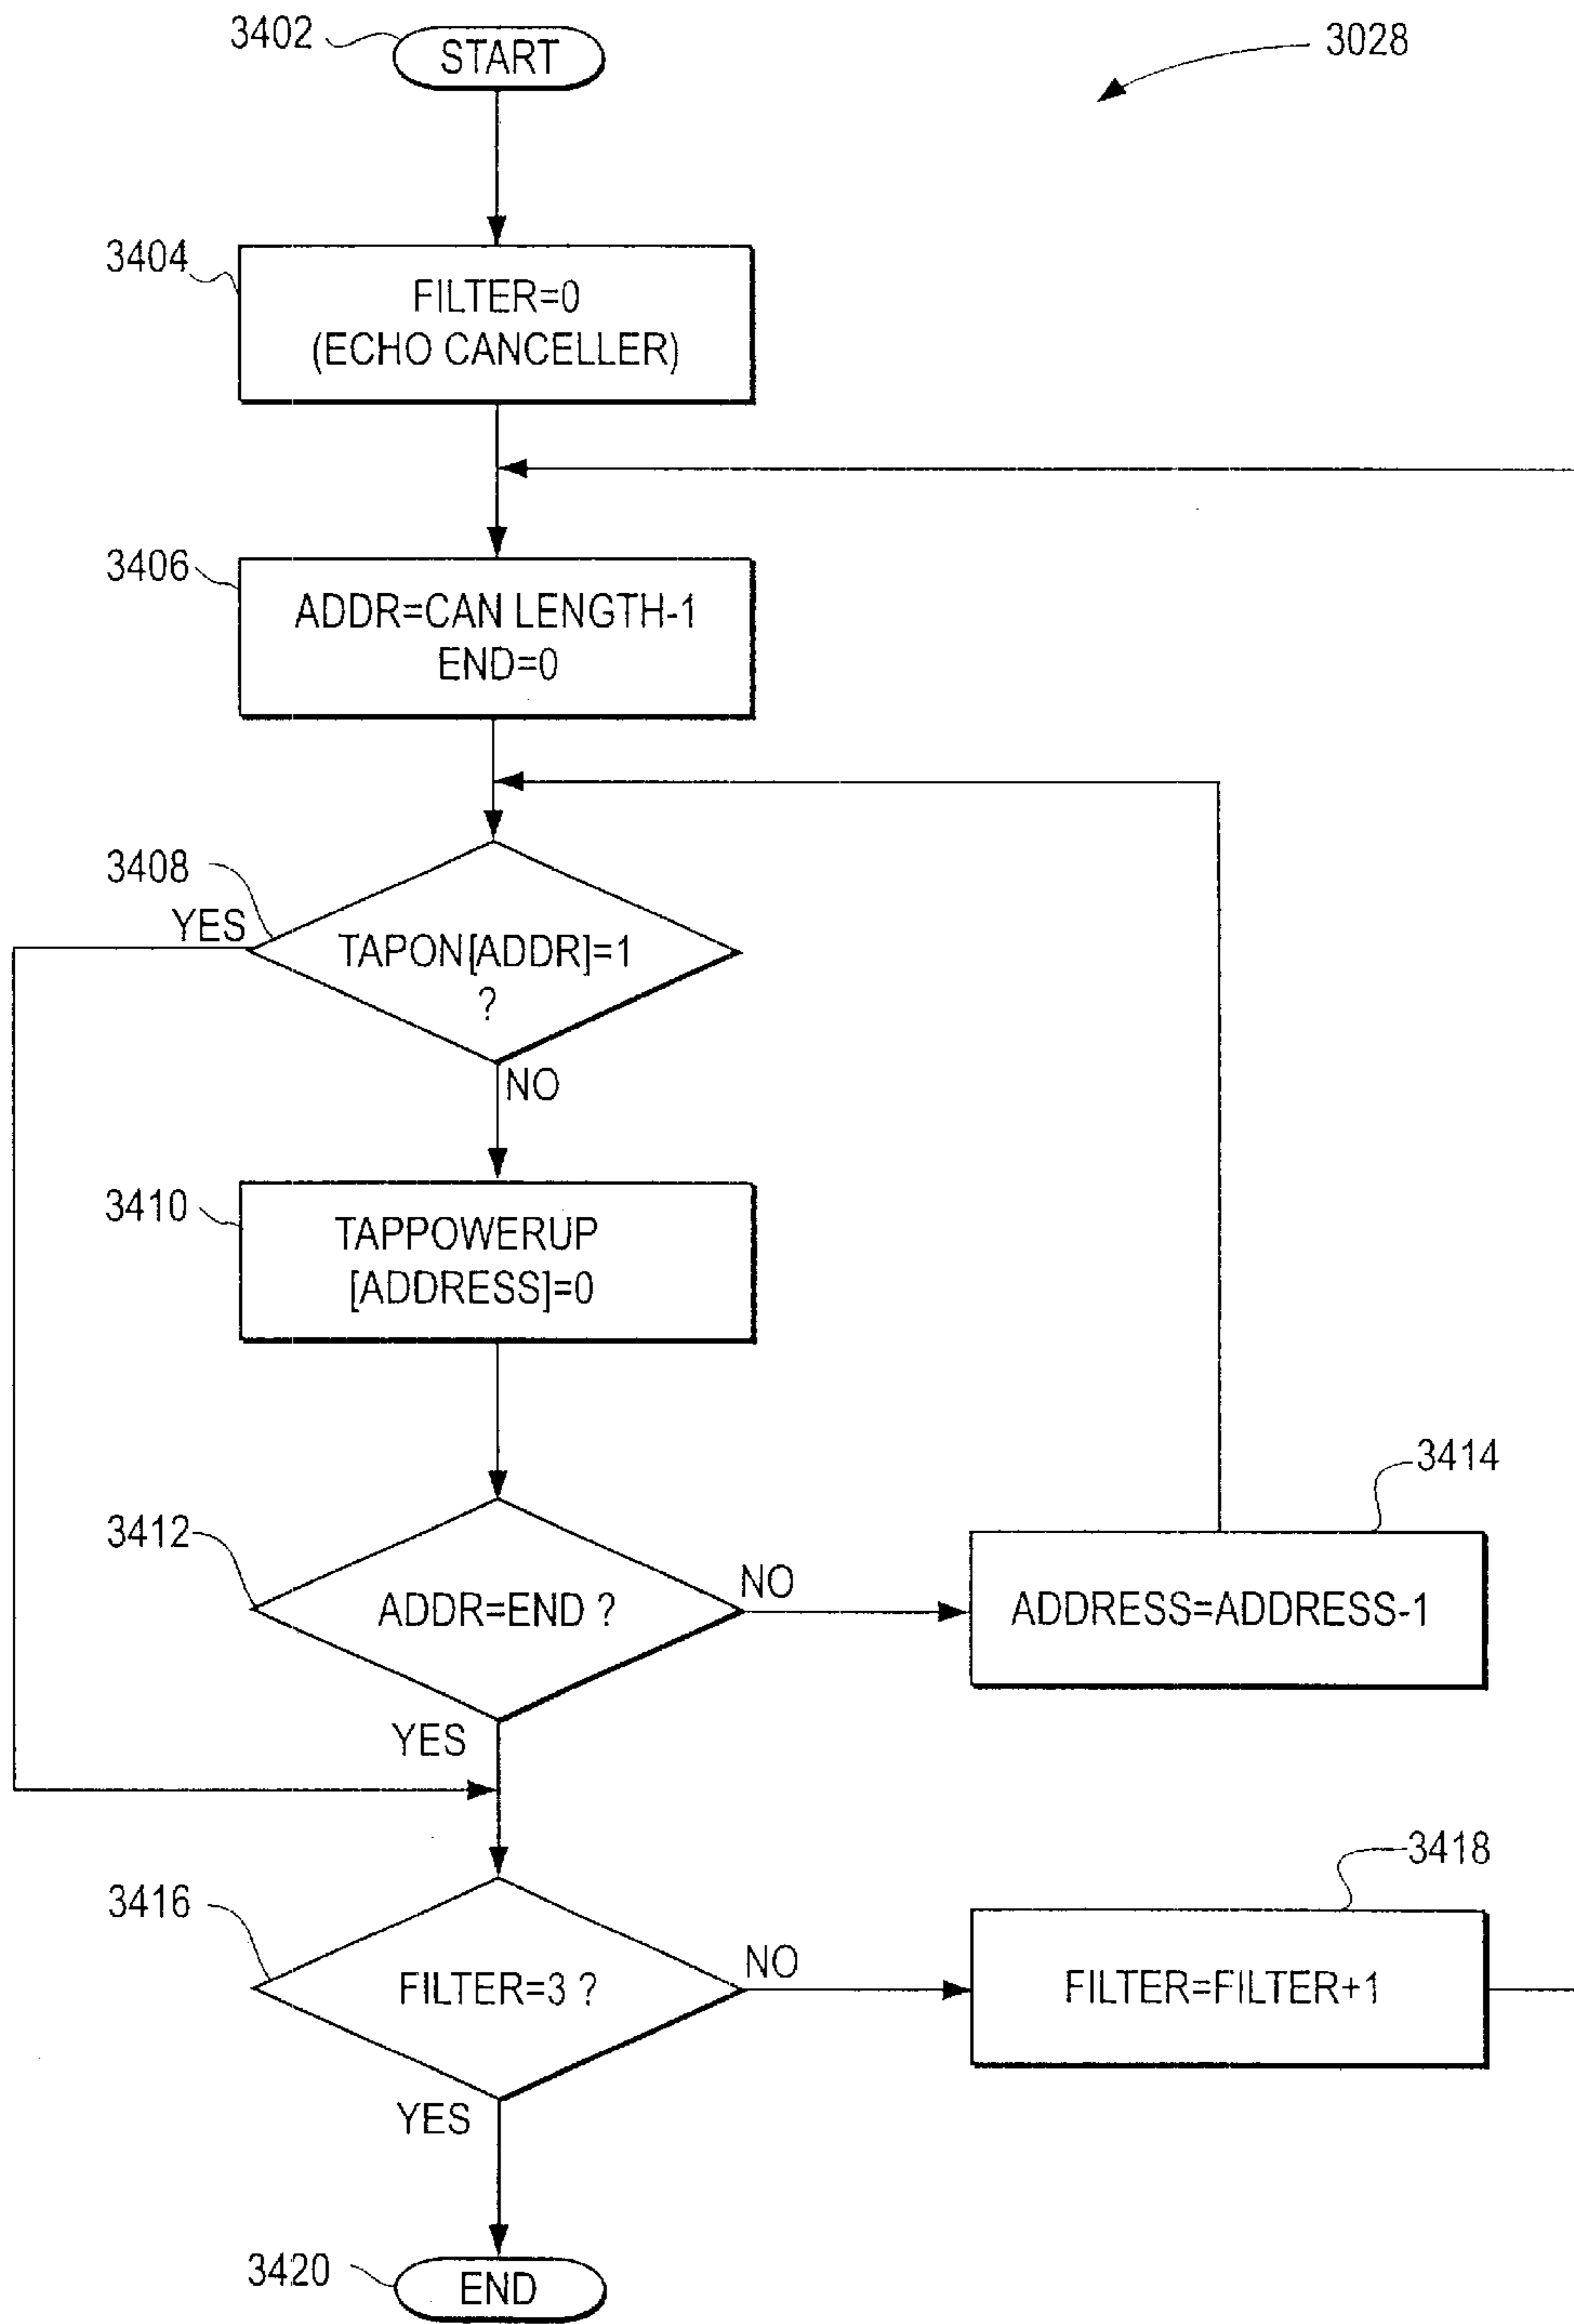 3402
START
3028
3404
FILTER=0
(ECHO CANCELLER)
3406
ADDR=CAN LENGTH-1
END=0
3408
YES
TAPON[ADDR]=1
?
NO
3410
TAPPOWERUP
[ADDRESS]=0
3412
ADDR=END ?
NO
3414
ADDRESS=ADDRESS-1
YES
3416
FILTER=3 ?
NO
3418
FILTER=FILTER+1
YES
3420
END